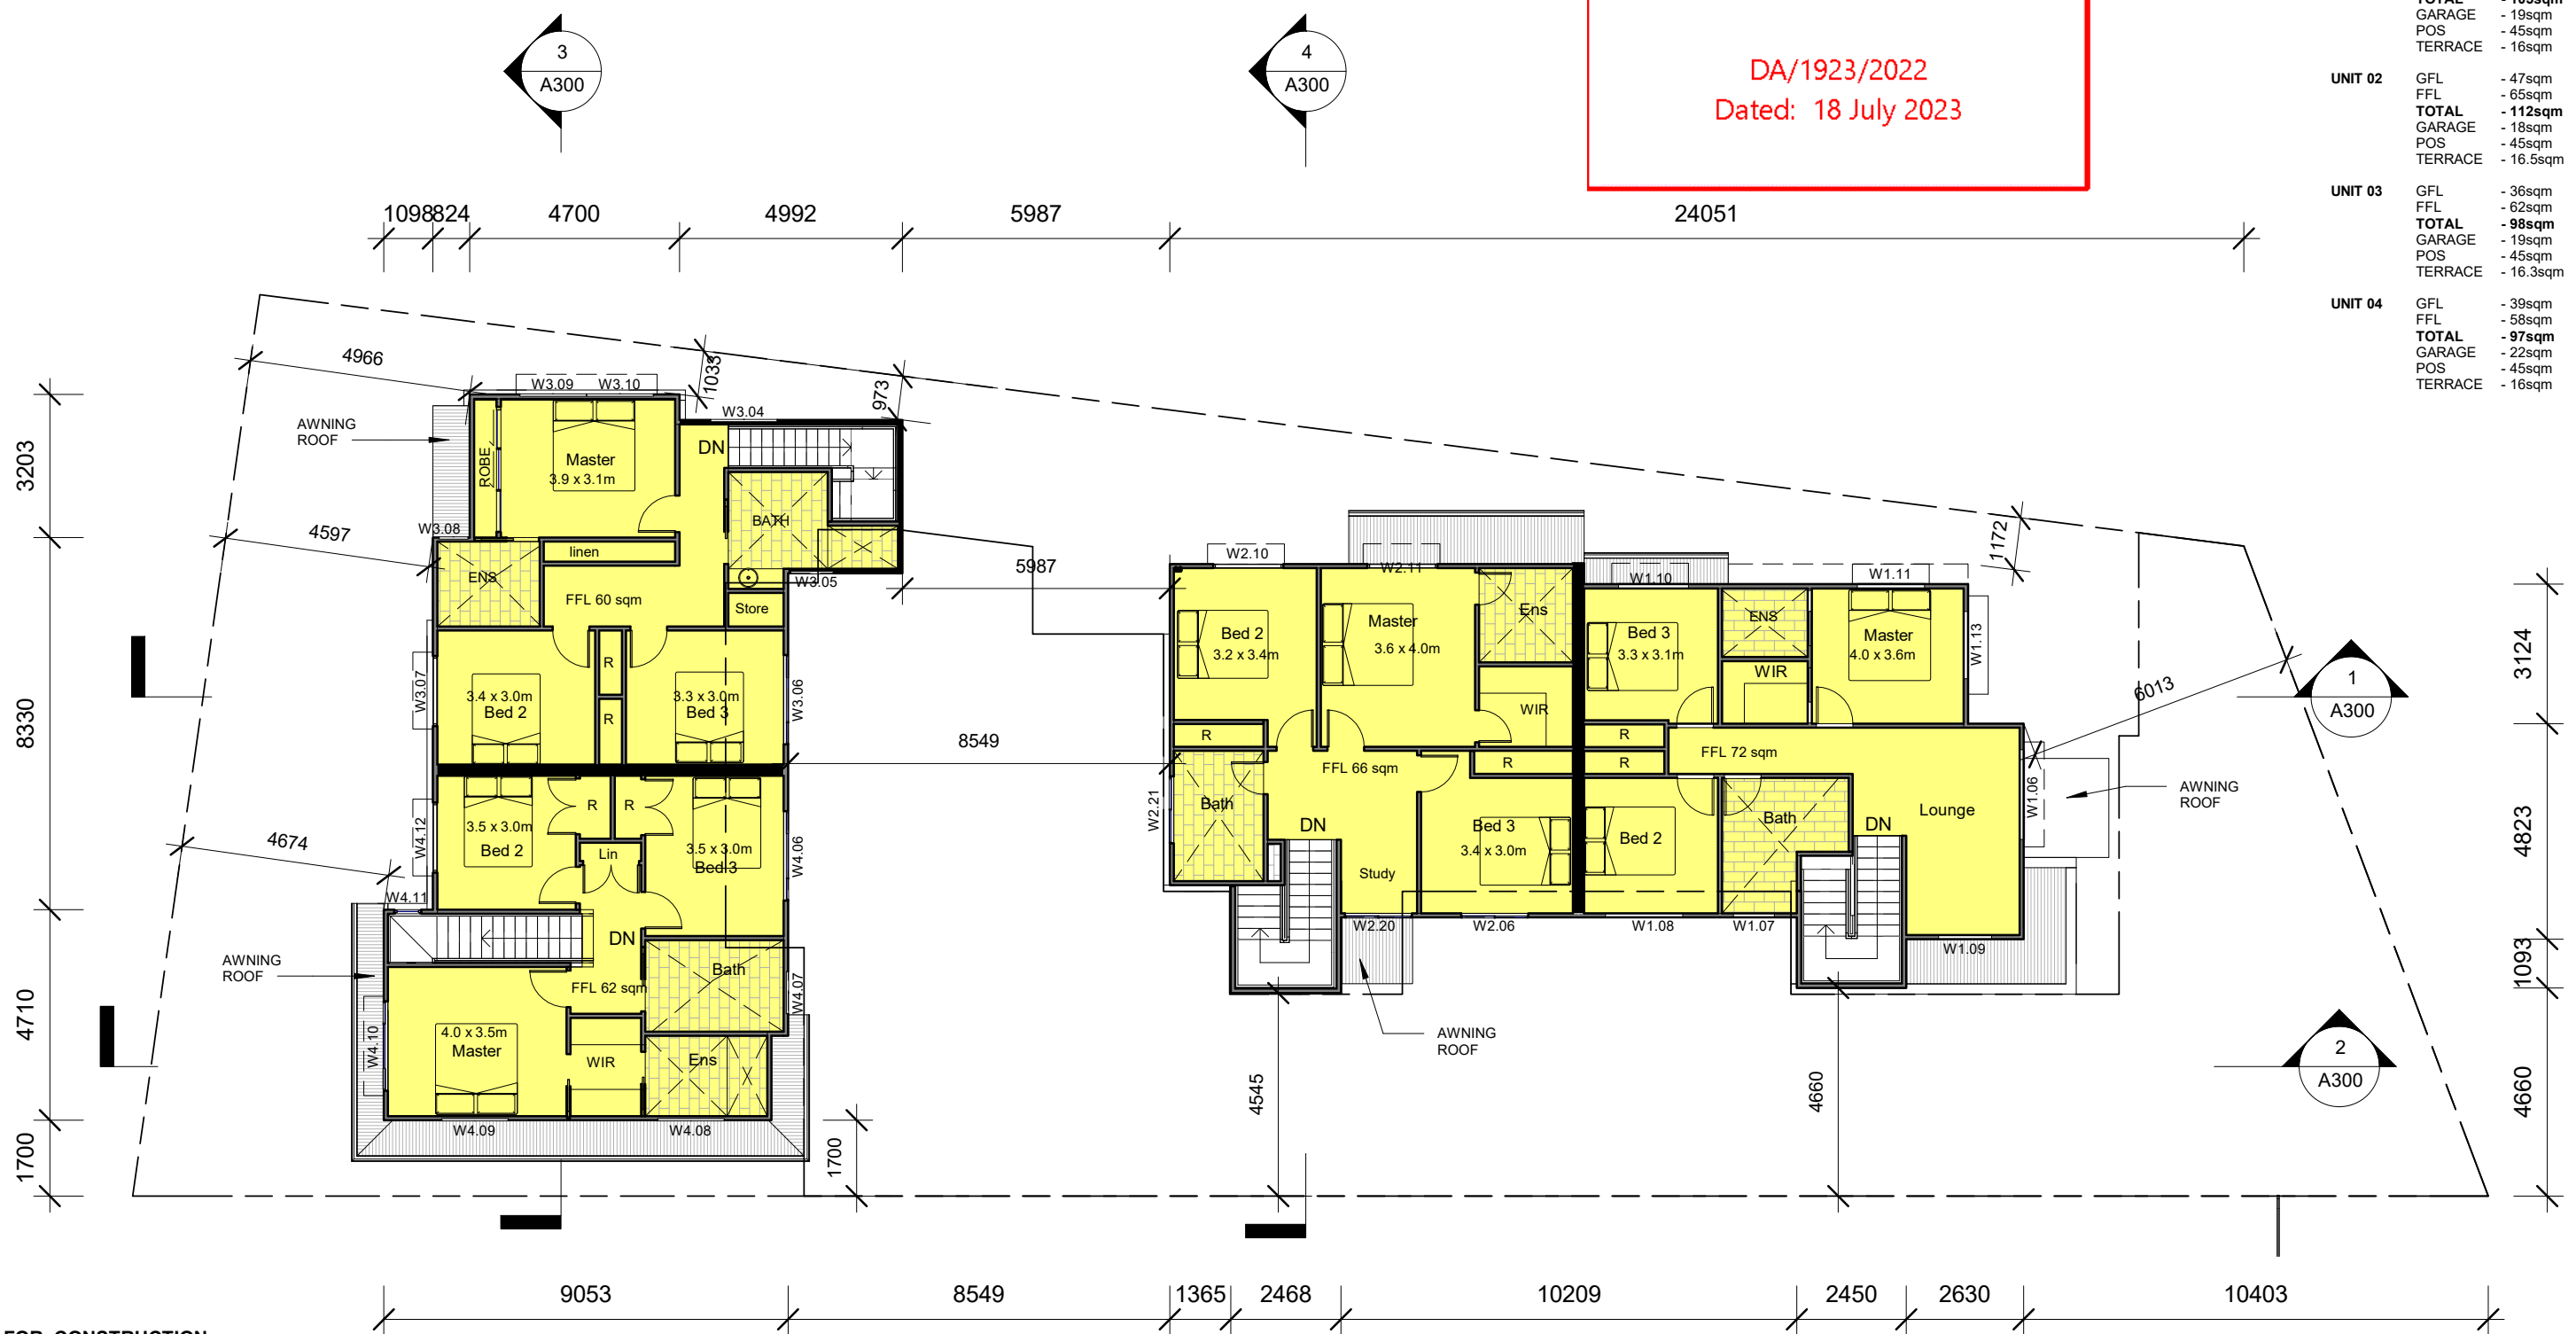 3
A300
4
A300
DA/1923/2022
Dated: 18 July 2023
TOTAL - 105sqm
GARAGE - 19sqm
POS - 45sqm
TERRACE - 16sqm
UNIT 02 GFL - 47sqm
FFL - 65sqm
TOTAL - 112sqm
GARAGE - 18sqm
POS - 45sqm
TERRACE - 16.5sqm
UNIT 03 GFL - 36sqm
FFL - 62sqm
TOTAL - 98sqm
GARAGE - 19sqm
POS - 45sqm
TERRACE - 16.3sqm
UNIT 04 GFL - 39sqm
FFL - 58sqm
TOTAL - 97sqm
GARAGE - 22sqm
POS - 45sqm
TERRACE - 16sqm
1098 824 4700 4992 5987 24051
3203
8330
4710
1700
4966
4597
4674
1035
973
AWNING
ROOF
W3.09 W3.10
W3.04
ROBE
Master
3.9 x 3.1m
DN
BATH
W3.08
linen
ENS
FFL 60 sqm
W3.05
Store
R
R
3.4 x 3.0m
Bed 2
3.3 x 3.0m
Bed 3
W3.07
W3.06
W4.12
3.5 x 3.0m
Bed 2
R R
Lin
3.5 x 3.0m
Bed 3
W4.06
W4.11
DN
AWNING
ROOF
Bath
FFL 62 sqm
W4.07
W4.10
4.0 x 3.5m
Master
WIR
Ens
W4.09 W4.08
1700
5987
8549
W2.10
W2.11
Bed 2
3.2 x 3.4m
Master
3.6 x 4.0m
Ens
WIR
R
FFL 66 sqm
R
W2.21
Bath
DN
Bed 3
3.4 x 3.0m
Study
W2.20 W2.06
AWNING
ROOF
4545
W1.10
W1.11
Bed 3
3.3 x 3.1m
ENS
WIR
Master
4.0 x 3.6m
W1.13
1172
6013
R
R
FFL 72 sqm
Bed 2
Bath
DN
Lounge
W1.06
AWNING
ROOF
W1.08 W1.07
W1.09
4660
1
A300
2
A300
3124
4823
1093
4660
9053 8549 1365 2468 10209 2450 2630 10403
FOR CONSTRUCTION